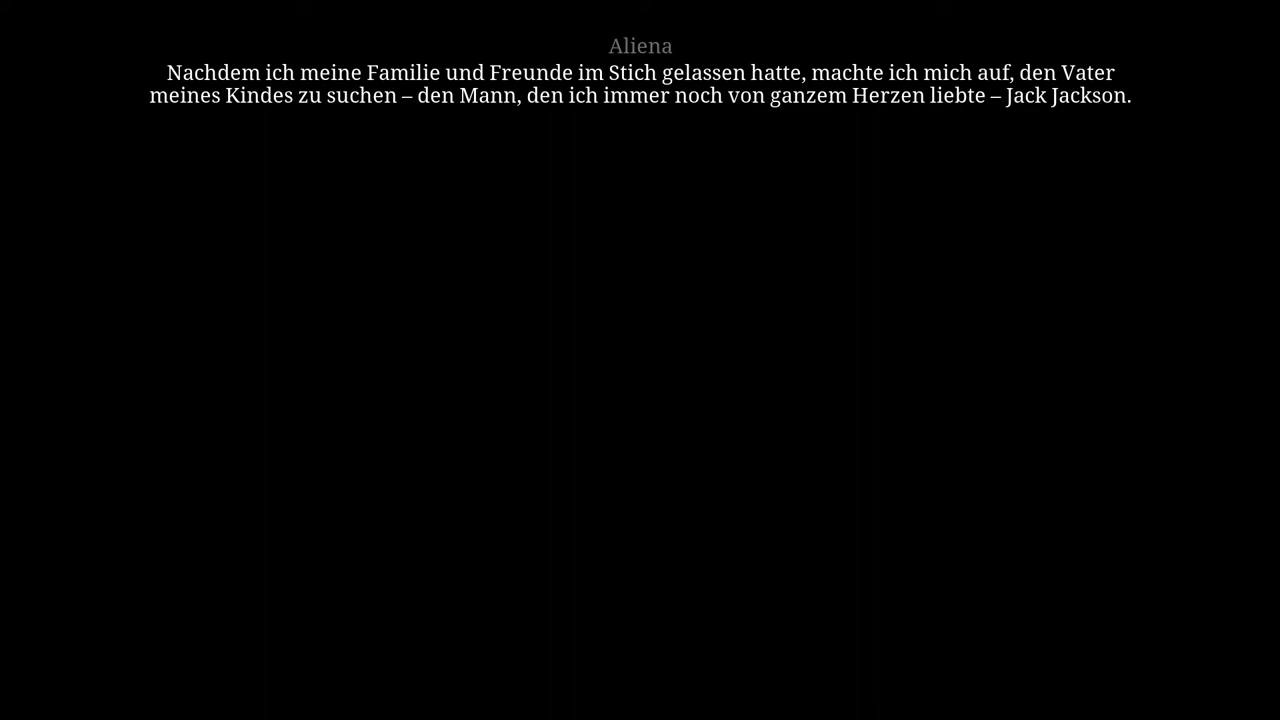 Aliena
Nachdem ich meine Familie und Freunde im Stich gelassen hatte, machte ich mich auf, den Vater
meines Kindes zu suchen – den Mann, den ich immer noch von ganzem Herzen liebte – Jack Jackson.